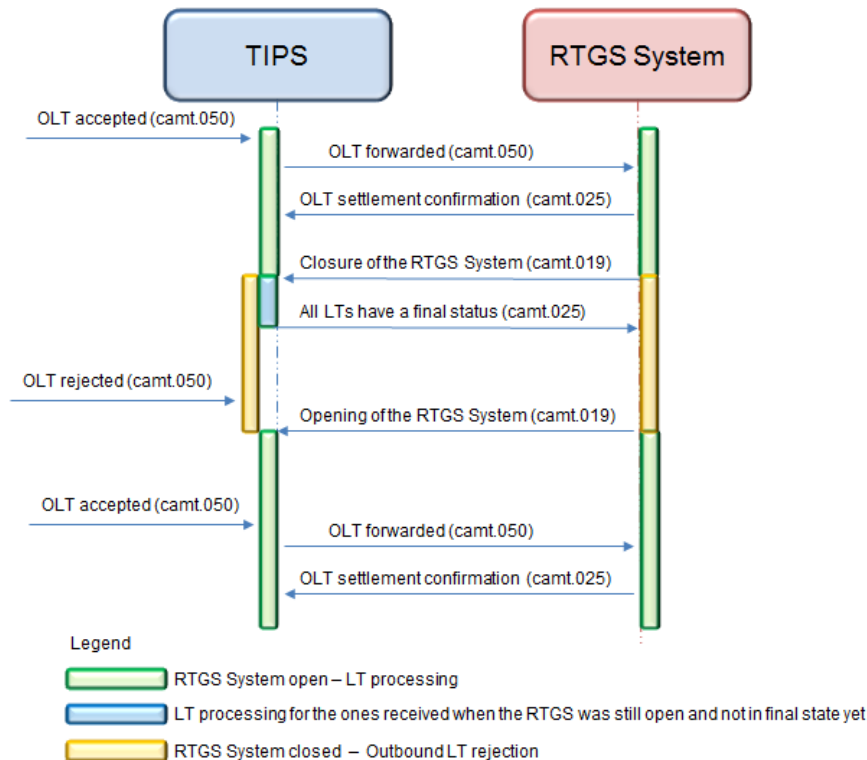 TIPS
RTGS System
OLT accepted (camt.050)
OLT forwarded (camt.050)
OLT settlement confirmation (camt.025)
Closure of the RTGS System (camt.019)
All LTs have a final status (camt.025)
OLT rejected (camt.050)
Opening of the RTGS System (camt.019)
OLT accepted (camt.050)
OLT forwarded (camt.050)
OLT settlement confirmation (camt.025)
Legend
RTGS System open – LT processing
LT processing for the ones received when the RTGS was still open and not in final state yet
RTGS System closed – Outbound LT rejection